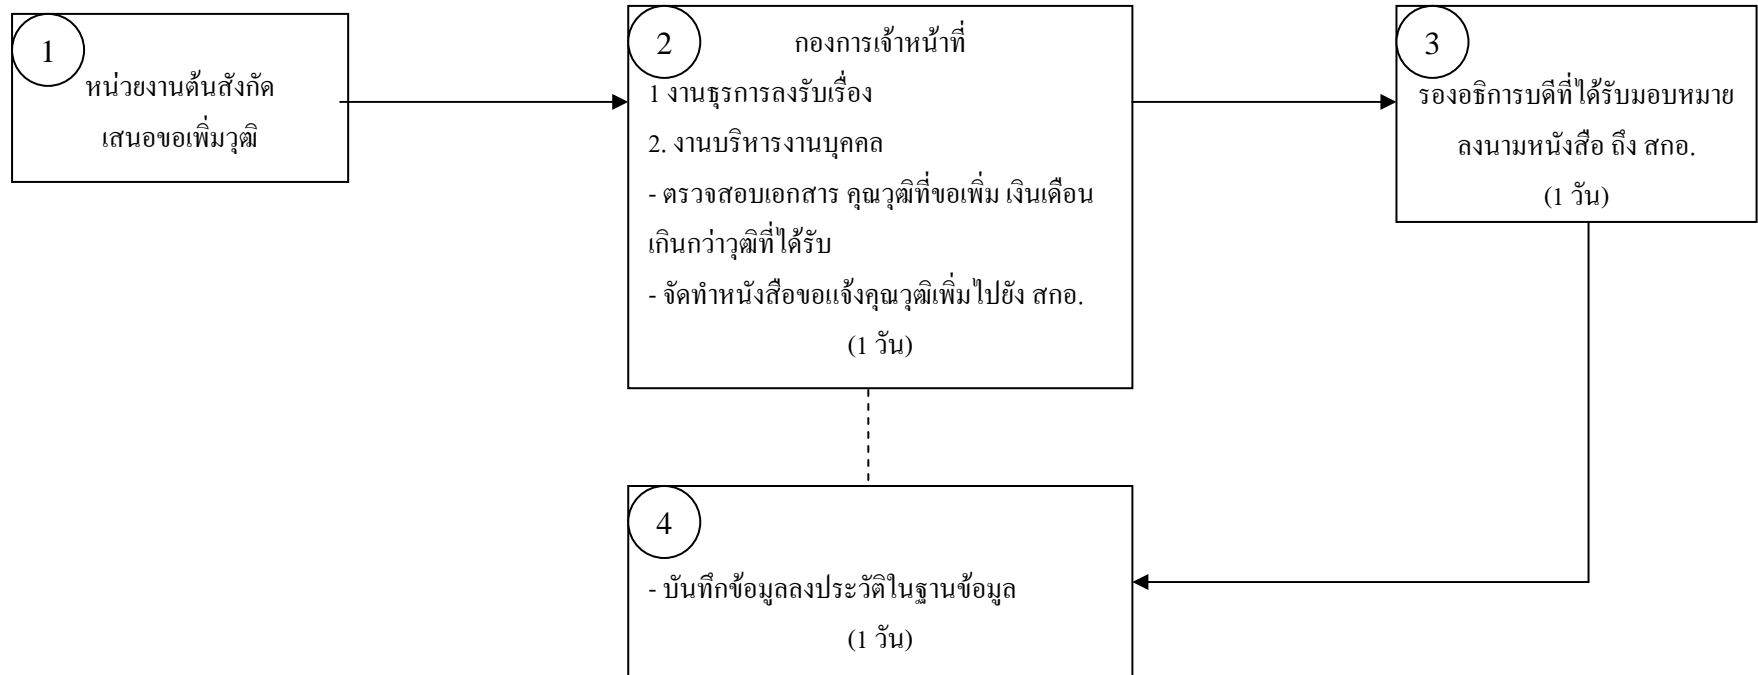 1
หน่วยงานต้นสังกัด
เสนอขอเพิ่มวุฒิ
2
กองการเจ้าหน้าที่
1 งานธุรการลงรับเรื่อง
2. งานบริหารงานบุคคล
- ตรวจสอบเอกสาร คุณวุฒิที่ขอเพิ่ม เงินเดือน
เกินกว่าวุฒิที่ได้รับ
- จัดทำหนังสือขอแจ้งคุณวุฒิเพิ่มไปยัง สกอ.
(1 วัน)
3
รองอธิการบดีที่ได้รับมอบหมาย
ลงนามหนังสือ ถึง สกอ.
(1 วัน)
4
- บันทึกข้อมูลลงประวัติในฐานข้อมูล
(1 วัน)